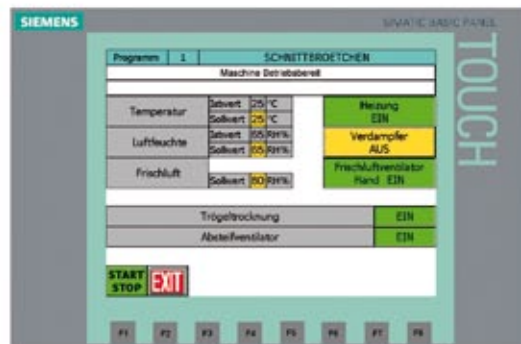 SIEMENS
SIMATIC BASIC PANEL
TOUCH
Programm 1 SCHNITTBROETCHEN
Maschine Betriebsbereit
Temperatur
Istwert 25 °C
Sollwert 25 °C
Heizung
EIN
Luftfeuchte
Istwert 65 RH%
Sollwert 65 RH%
Verdampfer
AUS
Frischluft
Sollwert 80 RH%
Frischluftventilator
Hand EIN
Trögeltrocknung EIN
Absteifventilator EIN
START
STOP
EXIT
F1 F2 F3 F4 F5 F6 F7 F8